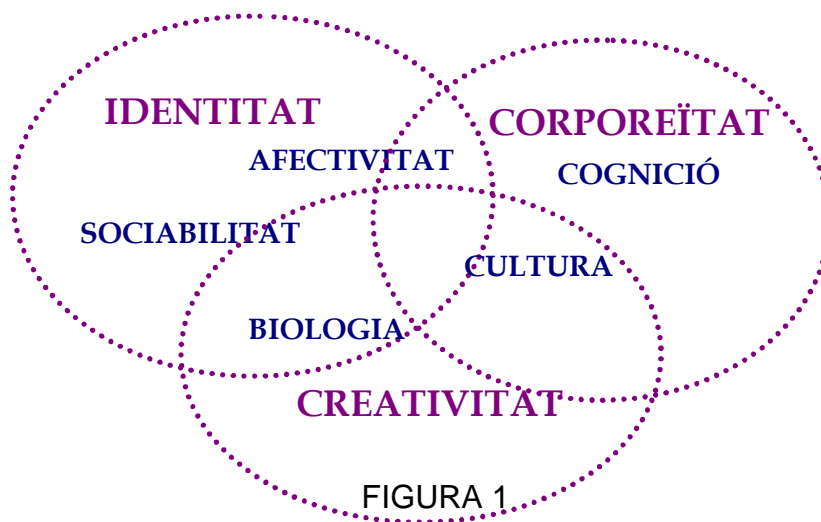 IDENTITAT
CORPOREÏTAT
AFECTIVITAT
COGNICIÓ
SOCIABILITAT
CULTURA
BIOLOGIA
CREATIVITAT
FIGURA 1